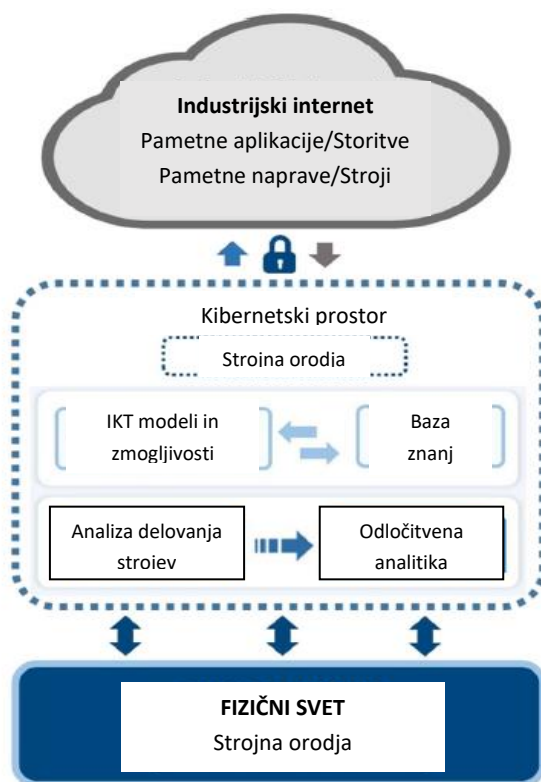 Industrijski internet
Pametne aplikacije/Storitve
Pametne naprave/Stroji
Kibernetski prostor
Strojna orodja
IKT modeli in
zmogljivosti
Baza
znanj
Analiza delovanja
strojev
Odločitvena
analitika
FIZIČNI SVET
Strojna orodja